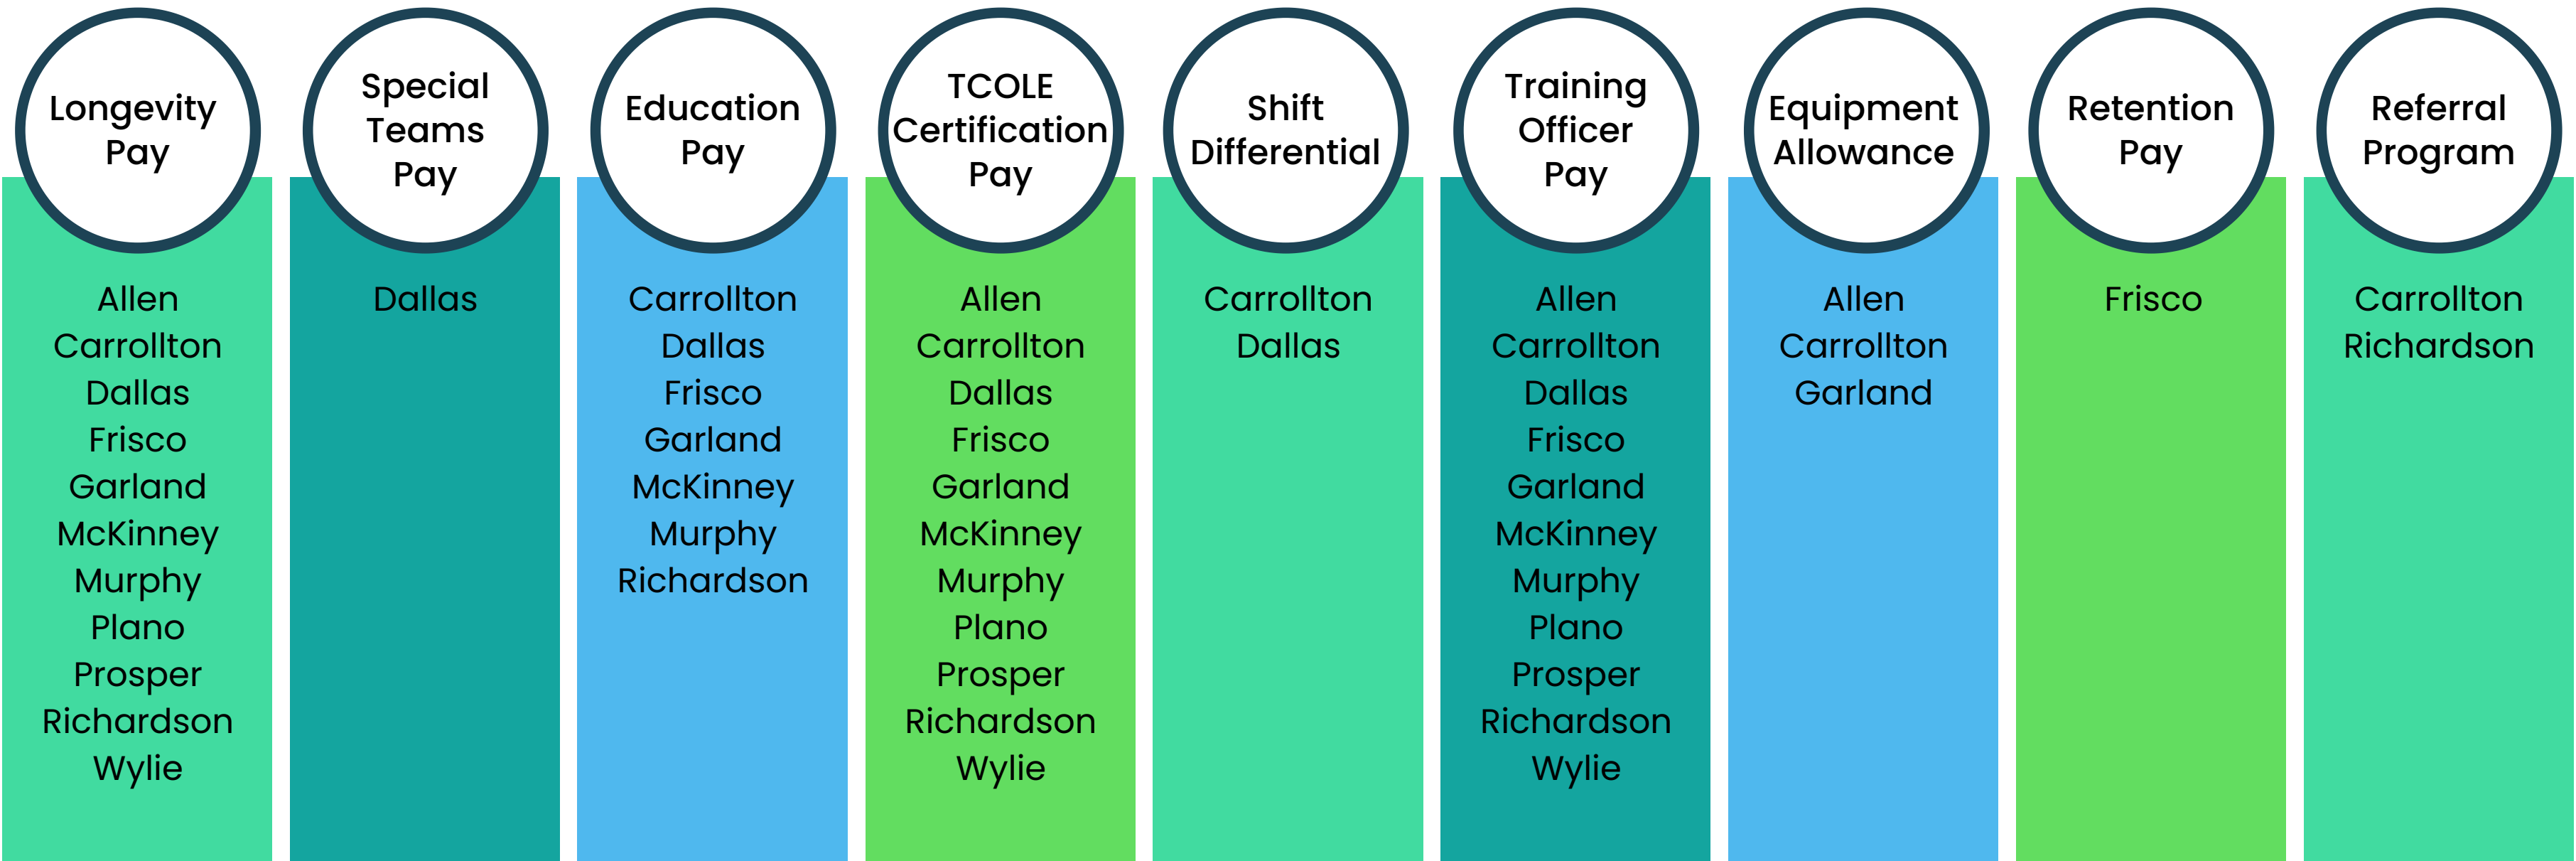 Longevity
Pay
Allen
Carrollton
Dallas
Frisco
Garland
McKinney
Murphy
Plano
Prosper
Richardson
Wylie
Special
Teams
Pay
Dallas
Education
Pay
Carrollton
Dallas
Frisco
Garland
McKinney
Murphy
Richardson
TCOLE
Certification
Pay
Allen
Carrollton
Dallas
Frisco
Garland
McKinney
Murphy
Plano
Prosper
Richardson
Wylie
Shift
Differential
Carrollton
Dallas
Training
Officer
Pay
Allen
Carrollton
Dallas
Frisco
Garland
McKinney
Murphy
Plano
Prosper
Richardson
Wylie
Equipment
Allowance
Allen
Carrollton
Garland
Retention
Pay
Frisco
Referral
Program
Carrollton
Richardson